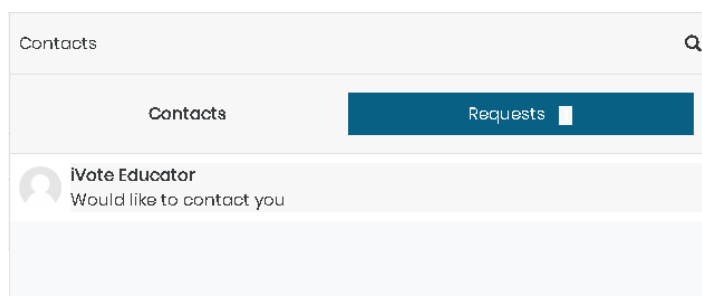 Contacts
Contacts
Requests
iVote Educator
Would like to contact you